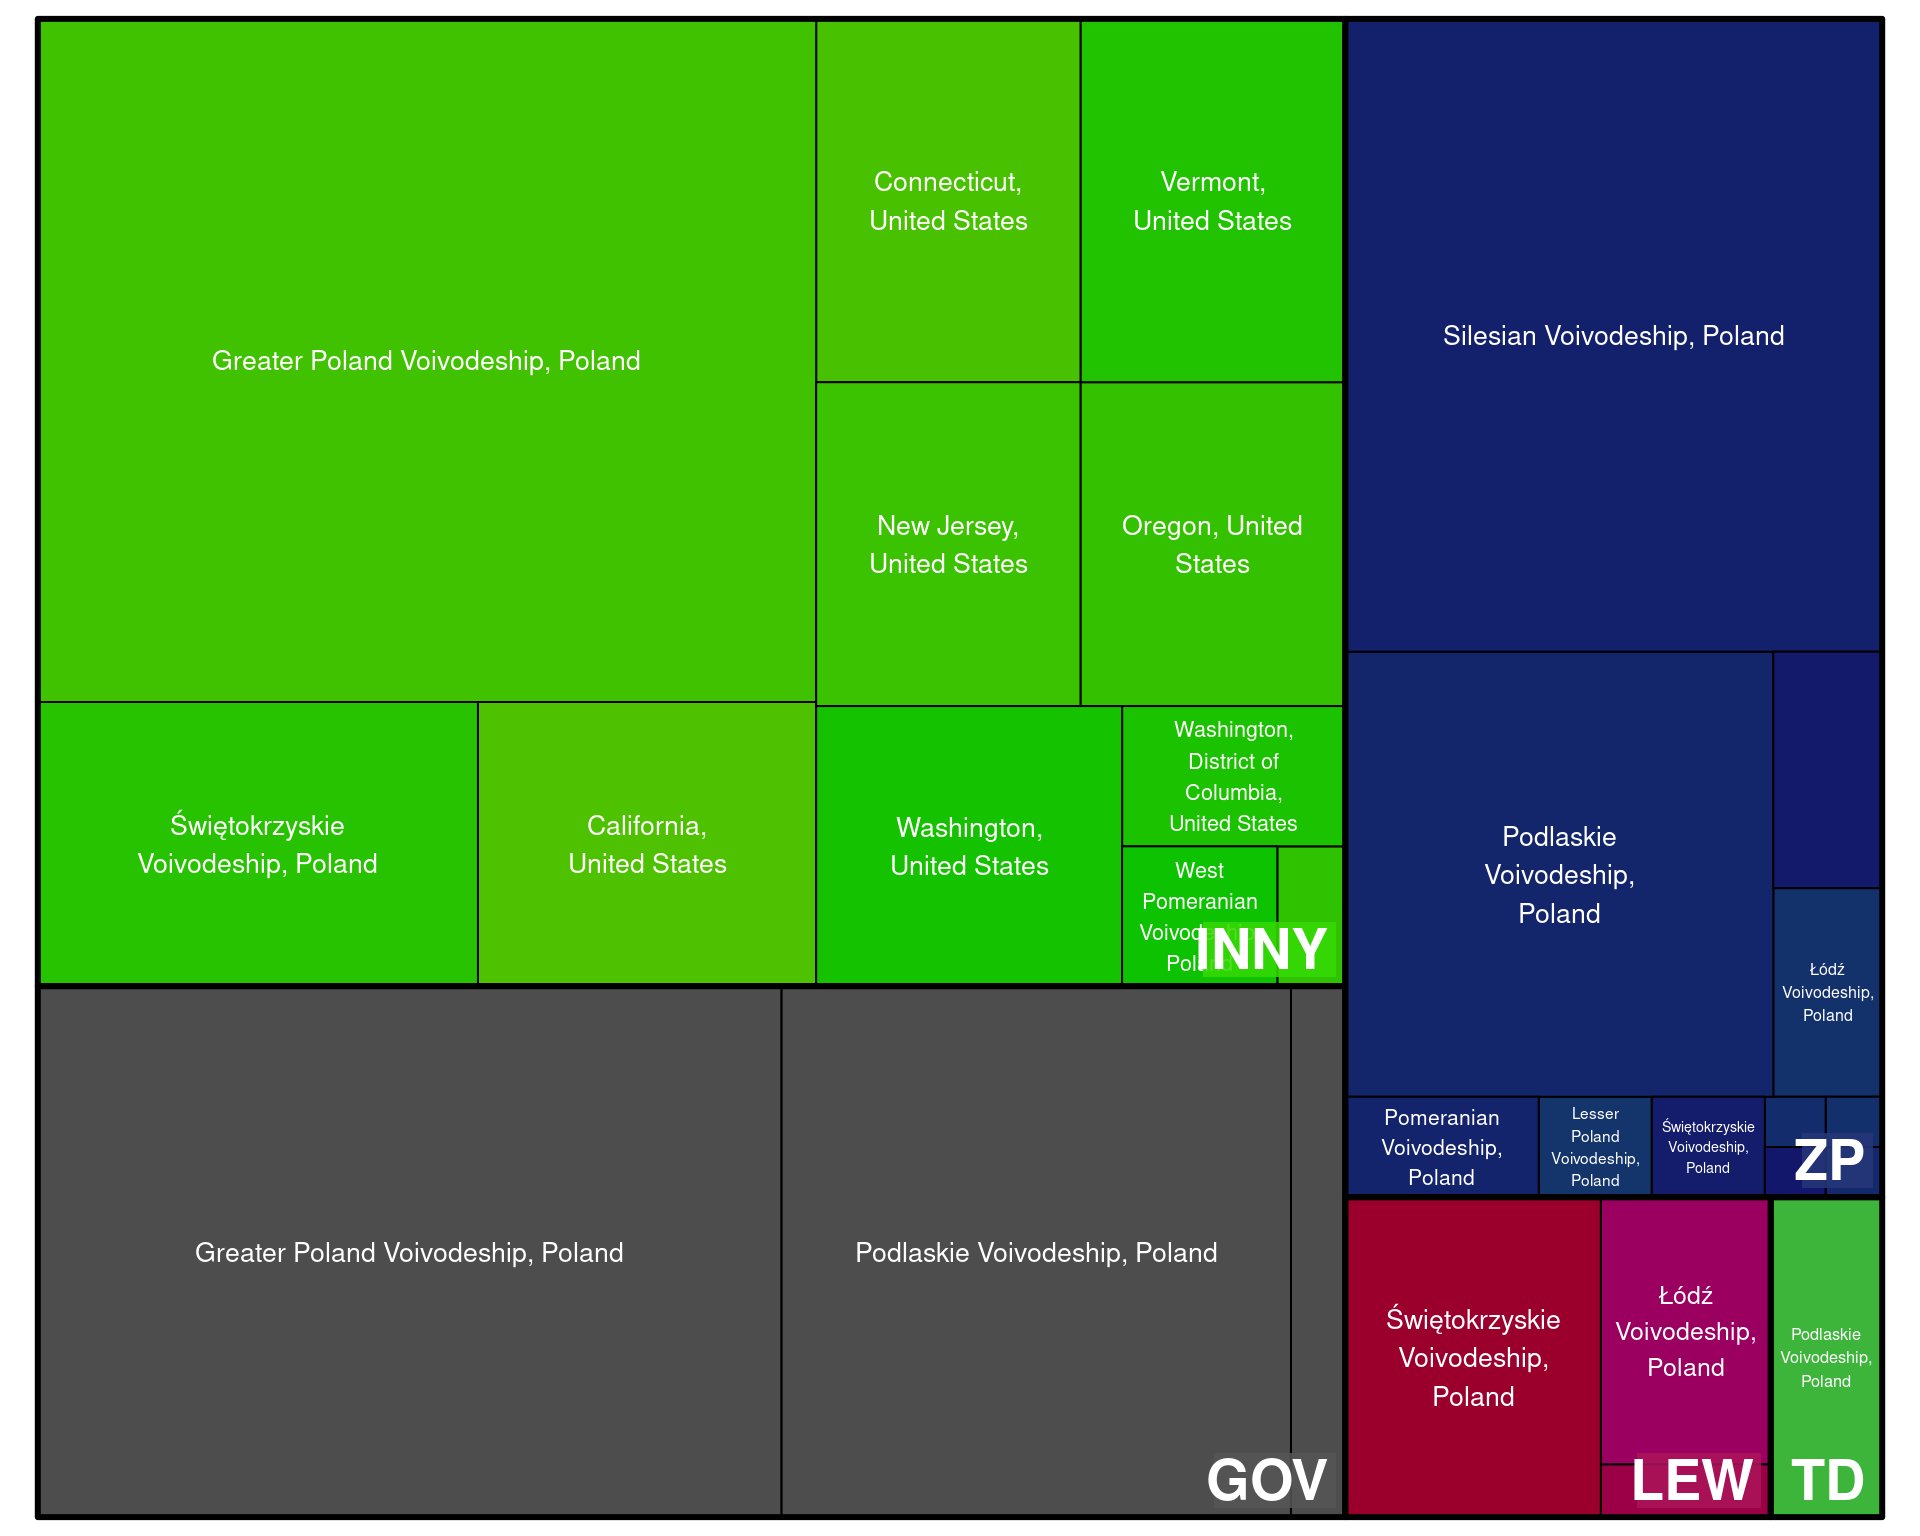 Greater Poland Voivodeship, Poland
Connecticut,
United States
Vermont,
United States
New Jersey,
United States
Oregon, United
States
Świętokrzyskie
Voivodeship, Poland
California,
United States
Washington,
United States
Washington,
District of
Columbia,
United States
West
Pomeranian
INNY
Greater Poland Voivodeship, Poland
Podlaskie Voivodeship, Poland
GOV
Silesian Voivodeship, Poland
Podlaskie
Voivodeship,
Poland
Łódź
Voivodeship,
Poland
Pomeranian
Voivodeship,
Poland
Lesser
Poland
Voivodeship,
Poland
Świętokrzyskie
Voivodeship,
Poland
ZP
Świętokrzyskie
Voivodeship,
Poland
Łódź
Voivodeship,
Poland
LEW
Podlaskie
Voivodeship,
Poland
TD